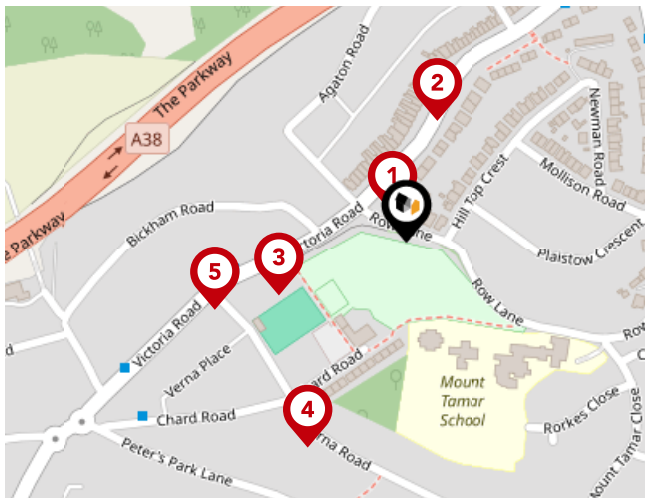 Agaton Road
The Parkway
A38
2
Newman Road
Mollison Road
1
Hill Top Crest
Bickham Road
Victoria Road
Row Lane
Plaistow Crescent
e Parkway
5
3
Row Lane
Victoria Road
Verna Place
Chard Road
Mount
Tamar
School
4
Chard Road
Rorkes Close
Verna Road
Peter's Park Lane
Mount Tamar Close